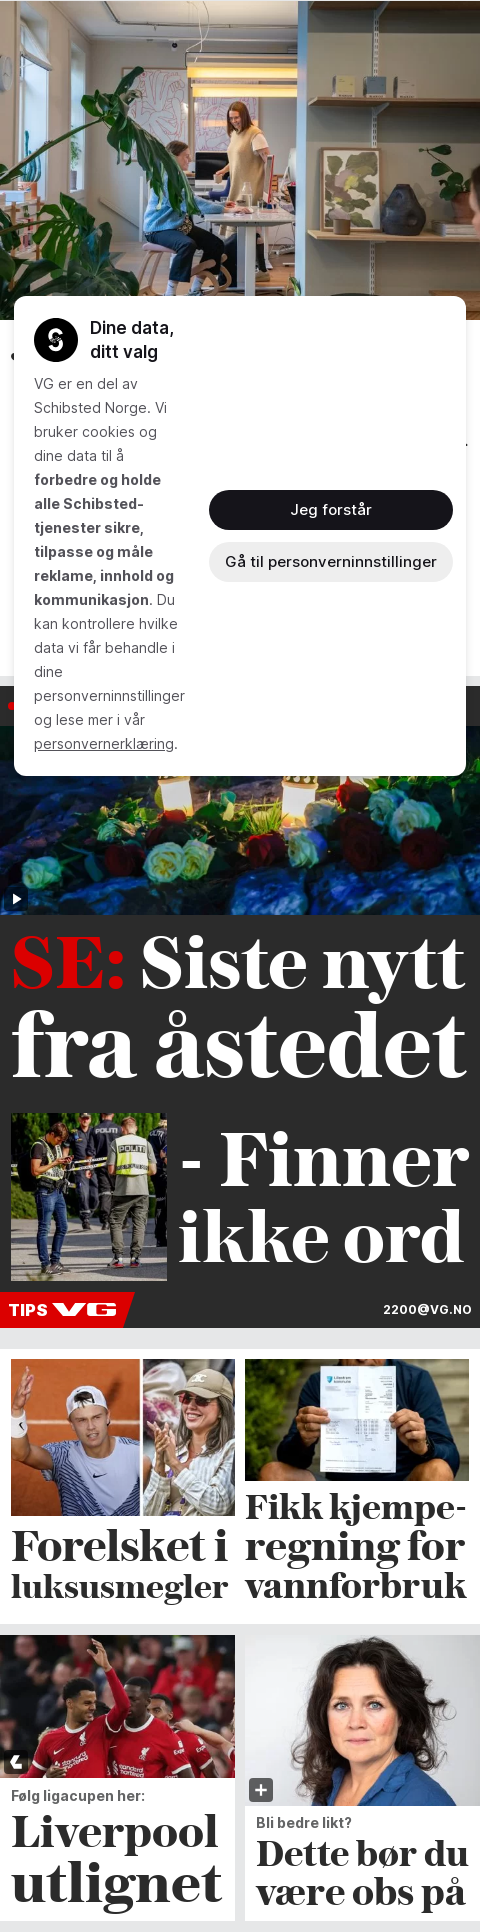 Dine data,
ditt valg
VG er en del av
Schibsted Norge. Vi
bruker cookies og
dine data til å
forbedre og holde
alle Schibsted-
tjenester sikre,
tilpasse og måle
reklame, innhold og
kommunikasjon. Du
kan kontrollere hvilke
data vi får behandle i
dine
personverninnstillinger
og lese mer i vår
personvernerklæring.
Jeg forstår
Gå til personverninnstillinger
SE: Siste nytt
fra åstedet
POLITI
POLITI
- Finner
ikke ord
TIPS VG
2200@VG.NO
Forelsket i
luksusmegler
Fikk kjempe-
regning for
vannforbruk
Følg ligacupen her:
Liverpool
utlignet
Bli bedre likt?
Dette bør du
være obs på